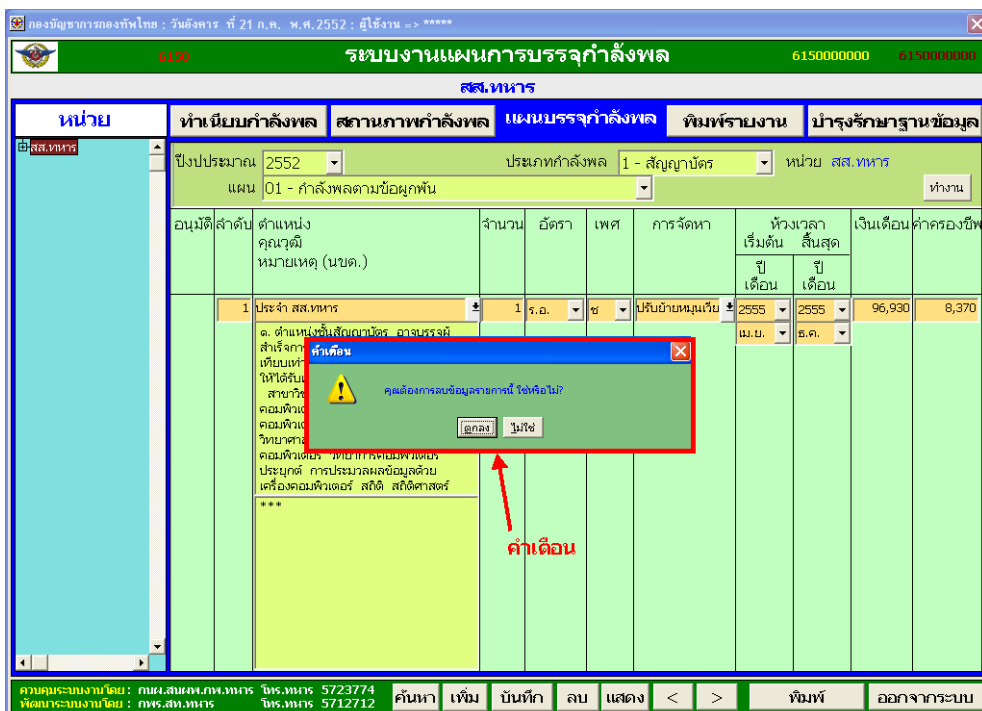 กองบัญชาการกองทัพไทย : วันอังคาร ที่ 21 ก.ค. พ.ศ.2552 : ผู้ใช้งาน => *****
6150 ระบบงานแผนการบรรจุกำลังพล 6150000000 6150000000
สส.ทหาร
หน่วย ทำเนียบกำลังพล สถานภาพกำลังพล แผนบรรจุกำลังพล พิมพ์รายงาน บำรุงรักษาฐานข้อมูล
สส.ทหาร
ปีงปประมาณ 2552 ประเภทกำลังพล 1 - สัญญาบัตร หน่วย สส.ทหาร
แผน 01 - กำลังพลตามข้อผูกพัน ทำงาน
อนุมัติ ลำดับ ตำแหน่ง จำนวน อัตรา เพศ การจัดหา ห้วงเวลา เงินเดือน ค่าครองชีพ
คุณวุฒิ เริ่มต้น สิ้นสุด
หมายเหตุ (นขต.) ปี ปี
เดือน เดือน
1 ประจำ สส.ทหาร 1 ร.อ. ช ปรับย้ายหมุนเวีย 2555 2555 96,930 8,370
เม.ย. ธ.ค.
๑. ตำแหน่งชั้นสัญญาบัตร อาจบรรจุผู้
สำเร็จกา
เทียบเท่า
ให้ได้รับ
สาขาวิช
คอมพิวเต
คอมพิวเต
วิทยาศา
คอมพิวเตอร์ วิทยาการคอมพิวเตอร์
ประยุกต์ การประมวลผลข้อมูลด้วย
เครื่องคอมพิวเตอร์ สถิติ สถิติศาสตร์
***
คำเตือน
คุณต้องการลบข้อมูลรายการนี้ ใช่หรือไม่?
ตกลง ไม่ใช่
คำเตือน
ควบคุมระบบงานโดย : กนผ.สนผพ.กพ.ทหาร โทร.ทหาร 5723774
พัฒนาระบบงานโดย : กพร.สท.ทหาร โทร.ทหาร 5712712
ค้นหา เพิ่ม บันทึก ลบ แสดง < > พิมพ์ ออกจากระบบ